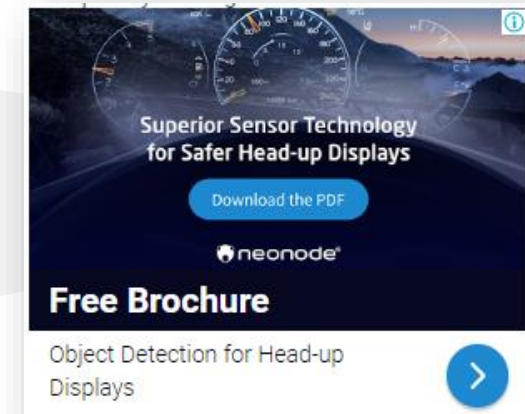 Superior Sensor Technology
for Safer Head-up Displays
Download the PDF
neonode®
Free Brochure
Object Detection for Head-up
Displays